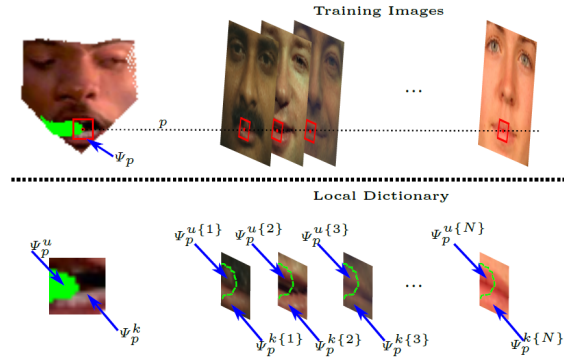 Training Images
p
...
Ψ_p
Local Dictionary
Ψ_p^u Ψ_p^{u{1}} Ψ_p^{u{2}} Ψ_p^{u{3}} Ψ_p^{u{N}}
...
Ψ_p^k Ψ_p^{k{1}} Ψ_p^{k{2}} Ψ_p^{k{3}} Ψ_p^{k{N}}